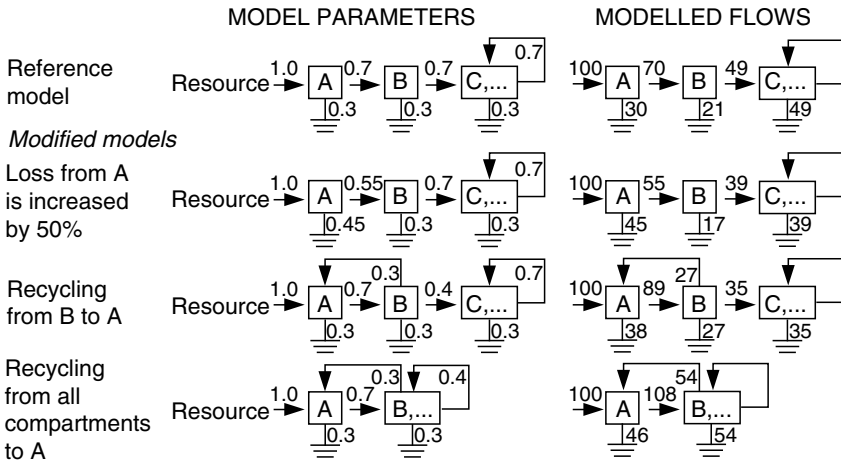 MODEL PARAMETERS MODELLED FLOWS
Reference model
Resource 1.0 A 0.7 B 0.7 C,... 0.7
0.3 0.3 0.3
100 A 70 B 49 C,...
30 21 49
Modified models
Loss from A is increased by 50%
Resource 1.0 A 0.55 B 0.7 C,... 0.7
0.45 0.3 0.3
100 A 55 B 39 C,...
45 17 39
Recycling from B to A
Resource 1.0 A 0.7 B 0.3 0.4 C,... 0.7
0.3 0.3 0.3
100 A 89 B 27 35 C,...
38 27 35
Recycling from all compartments to A
Resource 1.0 A 0.7 B,... 0.3 0.4
0.3 0.3
100 A 108 B,... 54
46 54